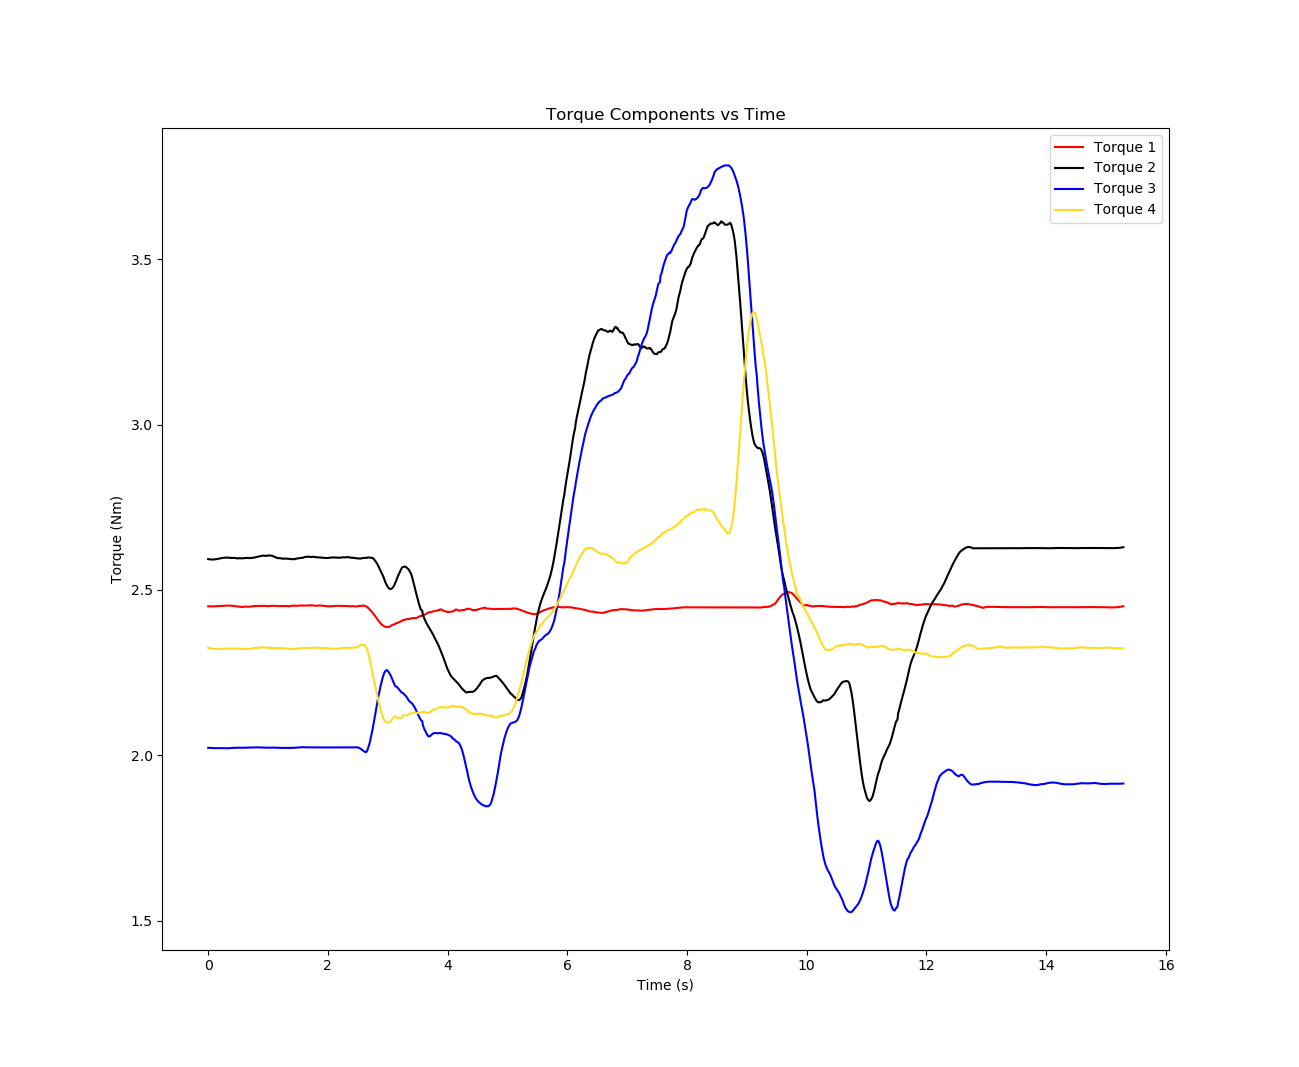 Torque Components vs Time
Torque 1
Torque 2
Torque 3
Torque 4
3.5
3.0
2.5
2.0
1.5
Torque (Nm)
0 2 4 6 8 10 12 14 16
Time (s)